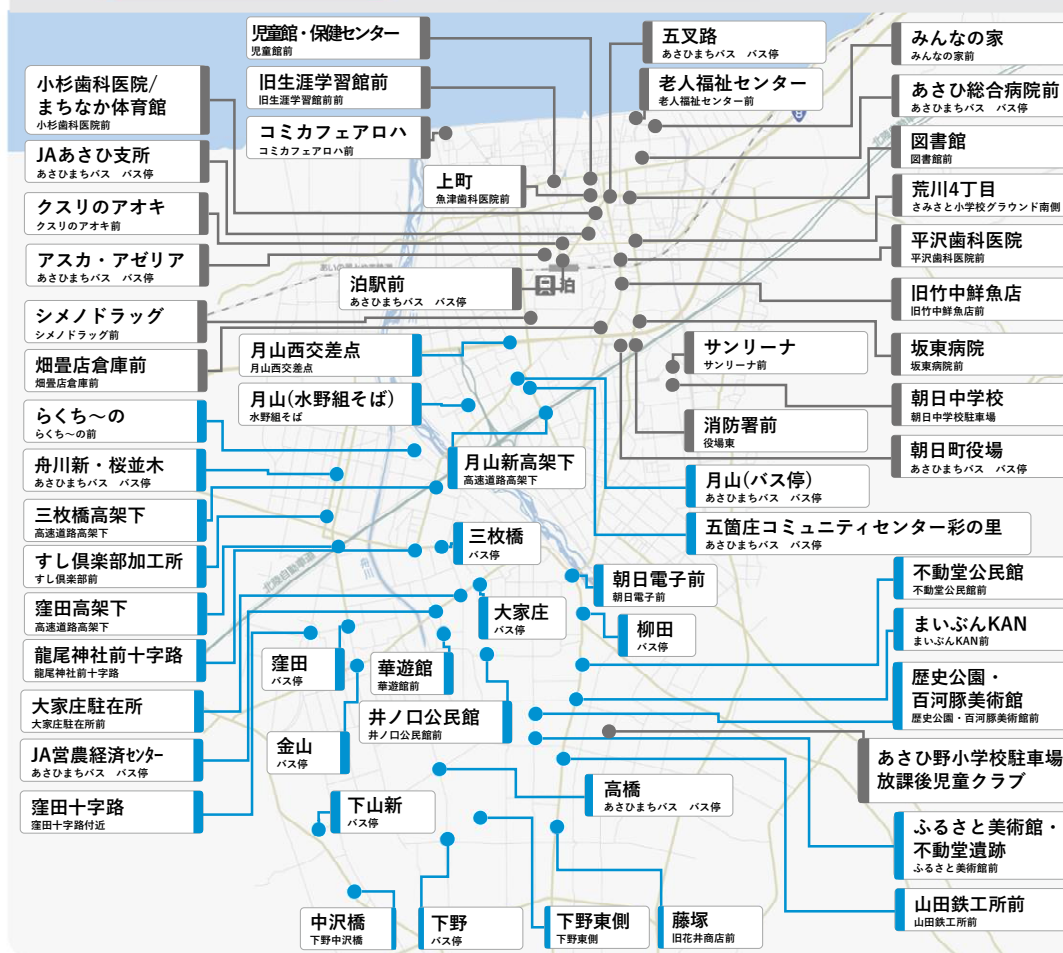 児童館・保健センター
児童館前
旧生涯学習館前
旧生涯学習館前前
コミカフェアロハ
コミカフェアロハ前
上町
魚津歯科医院前
五叉路
あさひまちバス　バス停
老人福祉センター
老人福祉センター前
みんなの家
みんなの家前
あさひ総合病院前
あさひまちバス　バス停
図書館
図書館前
荒川4丁目
さみさと小学校グラウンド南側
平沢歯科医院
平沢歯科医院前
旧竹中鮮魚店
旧竹中鮮魚店前
坂東病院
坂東病院前
朝日中学校
朝日中学校駐車場
朝日町役場
あさひまちバス　バス停
小杉歯科医院/
まちなか体育館
小杉歯科医院前
JAあさひ支所
あさひまちバス　バス停
クスリのアオキ
クスリのアオキ前
アスカ・アゼリア
あさひまちバス　バス停
シメノドラッグ
シメノドラッグ前
畑畳店倉庫前
畑畳店倉庫前
らくち〜の
らくち〜の前
舟川新・桜並木
あさひまちバス　バス停
三枚橋高架下
高速道路高架下
すし倶楽部加工所
すし倶楽部前
窪田高架下
高速道路高架下
龍尾神社前十字路
龍尾神社前十字路
大家庄駐在所
大家庄駐在所前
JA営農経済センター
あさひまちバス　バス停
窪田十字路
窪田十字路付近
泊駅前
あさひまちバス　バス停
泊
8
月山西交差点
月山西交差点
月山(水野組そば)
水野組そば
月山新高架下
高速道路高架下
サンリーナ
サンリーナ前
消防署前
役場東
月山(バス停)
あさひまちバス　バス停
五箇庄コミュニティセンター彩の里
あさひまちバス　バス停
三枚橋
バス停
朝日電子前
朝日電子前
大家庄
バス停
柳田
バス停
窪田
バス停
華遊館
華遊館前
井ノ口公民館
井ノ口公民館前
金山
バス停
下山新
バス停
高橋
あさひまちバス　バス停
不動堂公民館
不動堂公民館前
まいぶんKAN
まいぶんKAN前
歴史公園・
百河豚美術館
歴史公園・百河豚美術館前
あさひ野小学校駐車場
放課後児童クラブ
ふるさと美術館・
不動堂遺跡
ふるさと美術館前
山田鉄工所前
山田鉄工所前
中沢橋
下野中沢橋
下野
バス停
下野東側
下野東側
藤塚
旧花井商店前
北陸自動車道
舟川